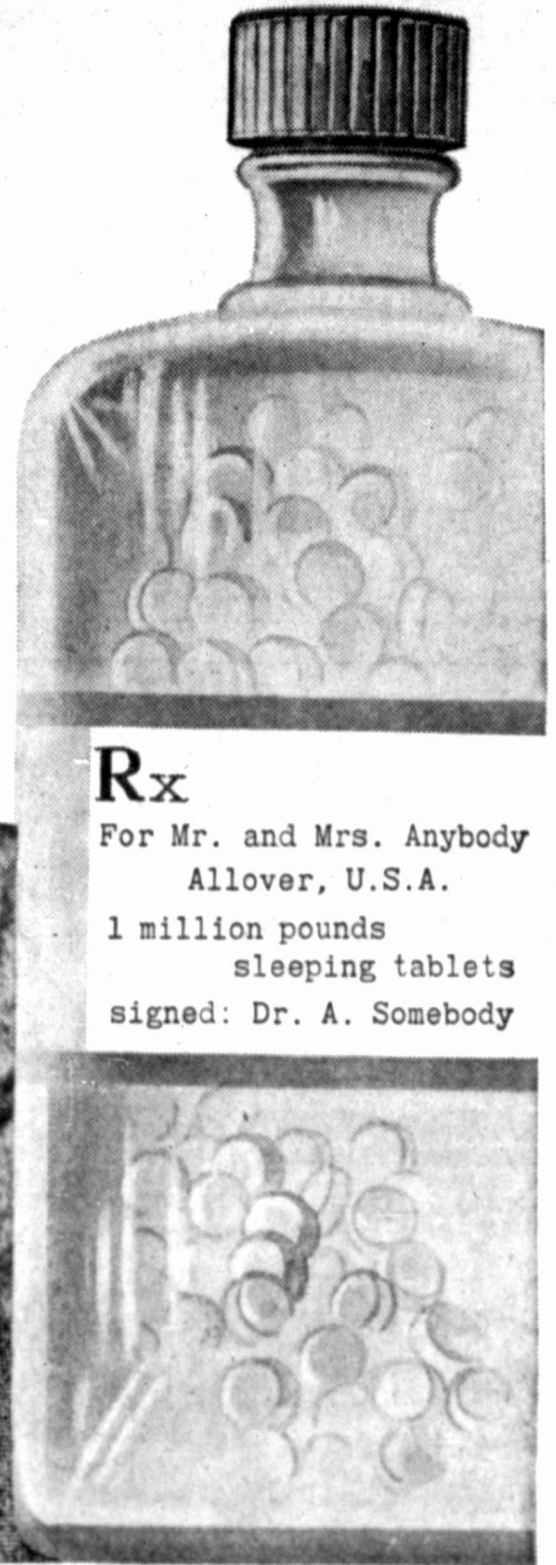 Rx
For Mr. and Mrs. Anybody
Allover, U.S.A.
1 million pounds
sleeping tablets
signed: Dr. A. Somebody